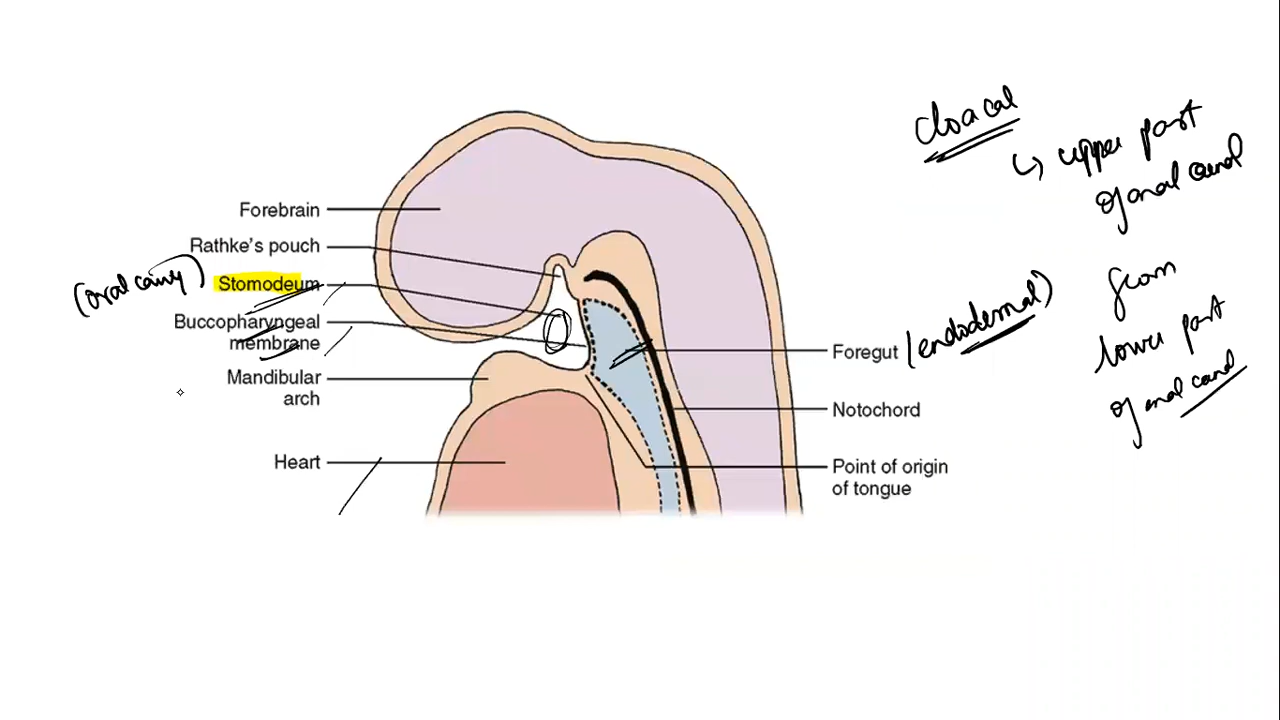 cloacal
↳ upper part
of anal canal
from
lower part
of anal canal
Forebrain
Rathke's pouch
(oral cavity)
Stomodeum
Buccopharyngeal
membrane
Mandibular
arch
Heart
Foregut
(endodermal)
Notochord
Point of origin
of tongue